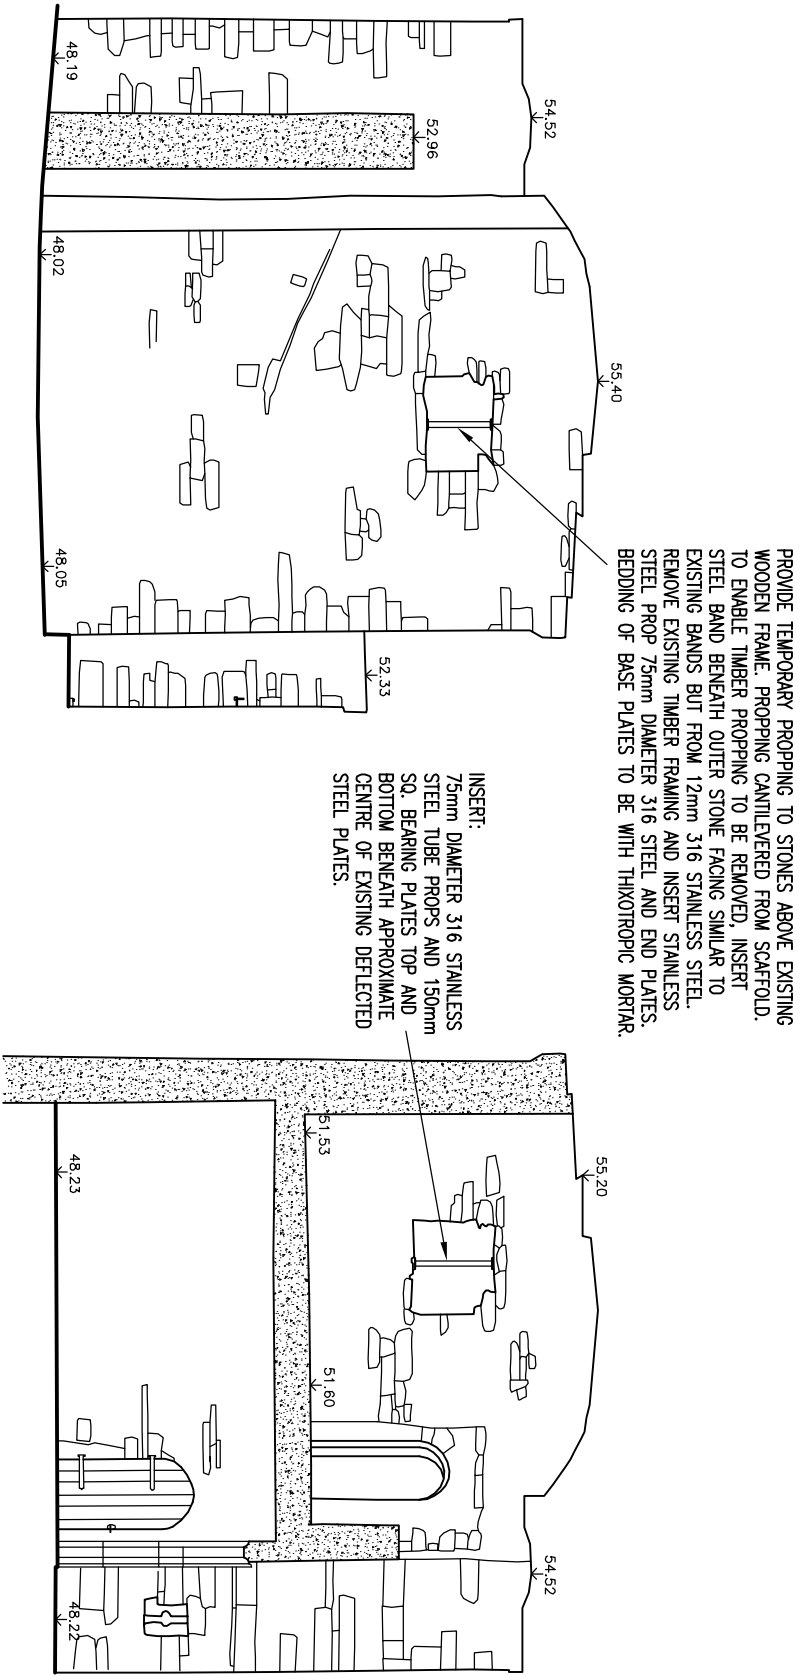 PROVIDE TEMPORARY PROPPING TO STONES ABOVE EXISTING
WOODEN FRAME. PROPPING CANTILEVERED FROM SCAFFOLD.
TO ENABLE TIMBER PROPPING TO BE REMOVED, INSERT
STEEL BAND BENEATH OUTER STONE FACING SIMILAR TO
EXISTING BANDS BUT FROM 12mm 316 STAINLESS STEEL.
REMOVE EXISTING TIMBER FRAMING AND INSERT STAINLESS
STEEL PROP 75mm DIAMETER 316 STEEL AND END PLATES.
BEDDING OF BASE PLATES TO BE WITH THIXOTROPIC MORTAR.
55.40
54.52
52.96
52.33
48.19
48.02
48.05
INSERT:
75mm DIAMETER 316 STAINLESS
STEEL TUBE PROPS AND 150mm
SQ. BEARING PLATES TOP AND
BOTTOM BENEATH APPROXIMATE
CENTRE OF EXISTING DEFLECTED
STEEL PLATES.
55.20
54.52
51.53
51.60
48.23
48.22